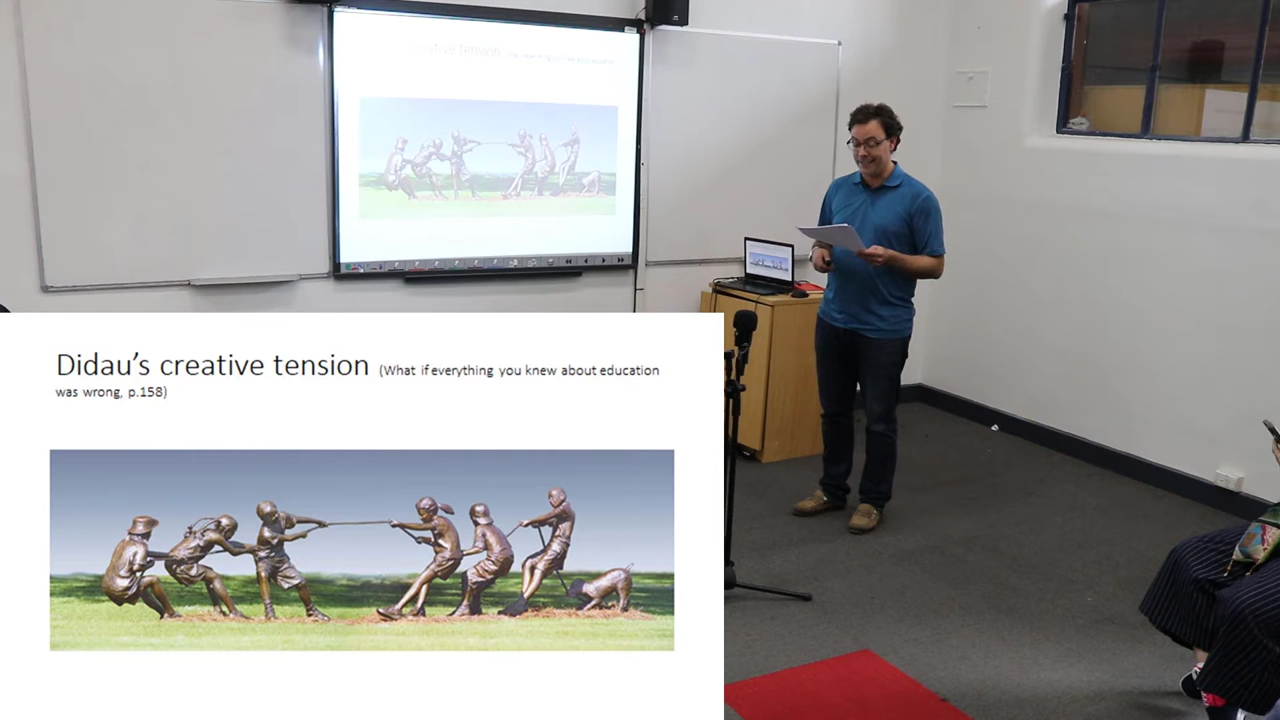 Didau's creative tension (What if everything you knew about education
was wrong, p.158)